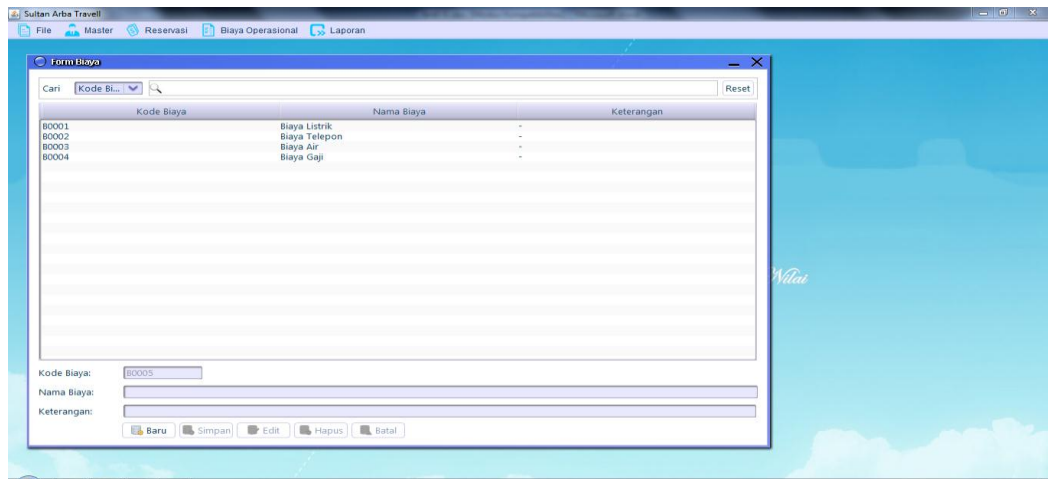 Sultan Arba Travell
File Master Reservasi Biaya Operasional Laporan
Form Biaya
Cari Kode Bi... Reset
Kode Biaya Nama Biaya Keterangan
B0001 Biaya Listrik -
B0002 Biaya Telepon -
B0003 Biaya Air -
B0004 Biaya Gaji -
Nilai
Kode Biaya: B0005
Nama Biaya:
Keterangan:
Baru Simpan Edit Hapus Batal